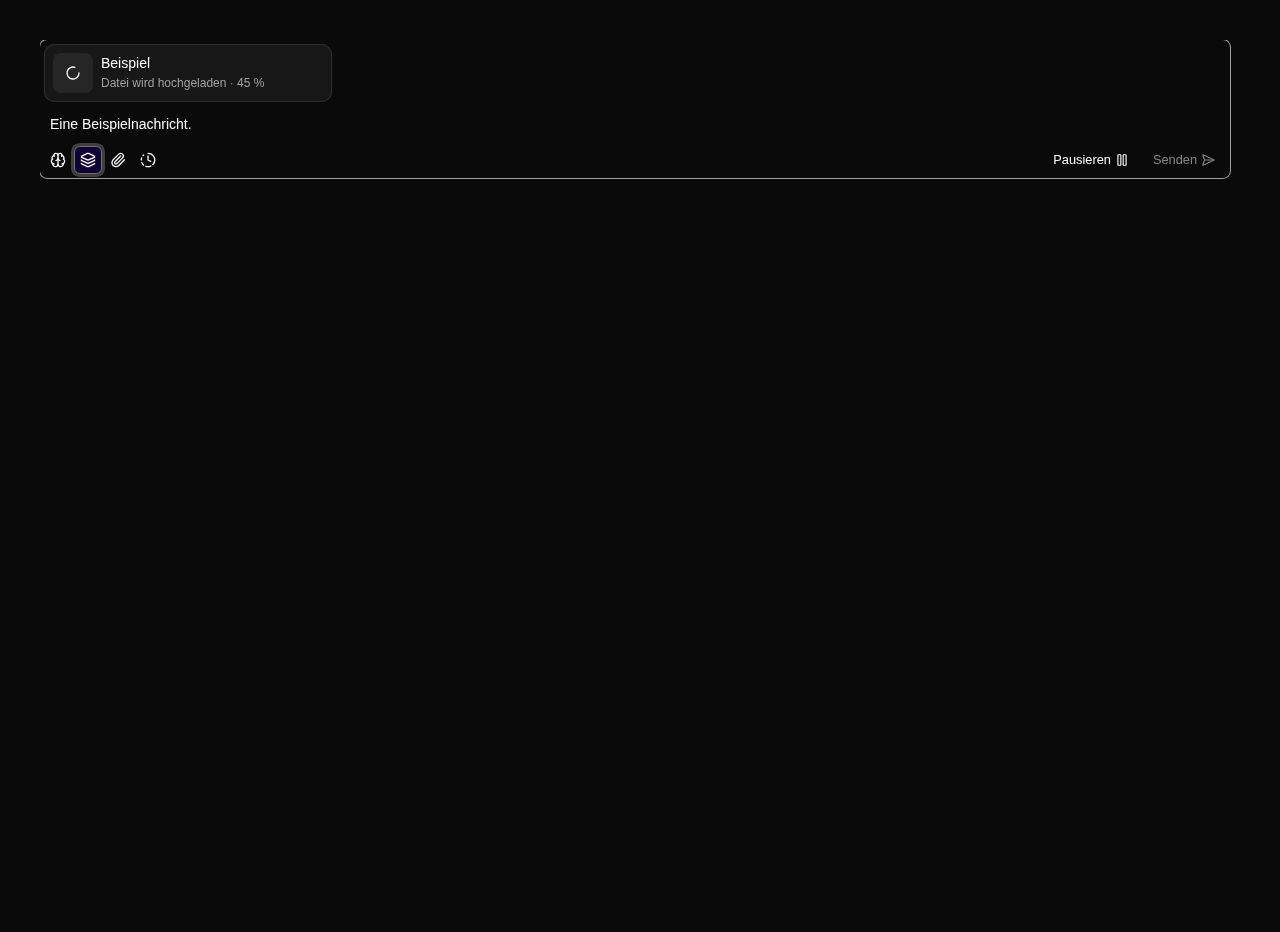 Beispiel
Datei wird hochgeladen · 45 %
Eine Beispielnachricht.
Pausieren Senden